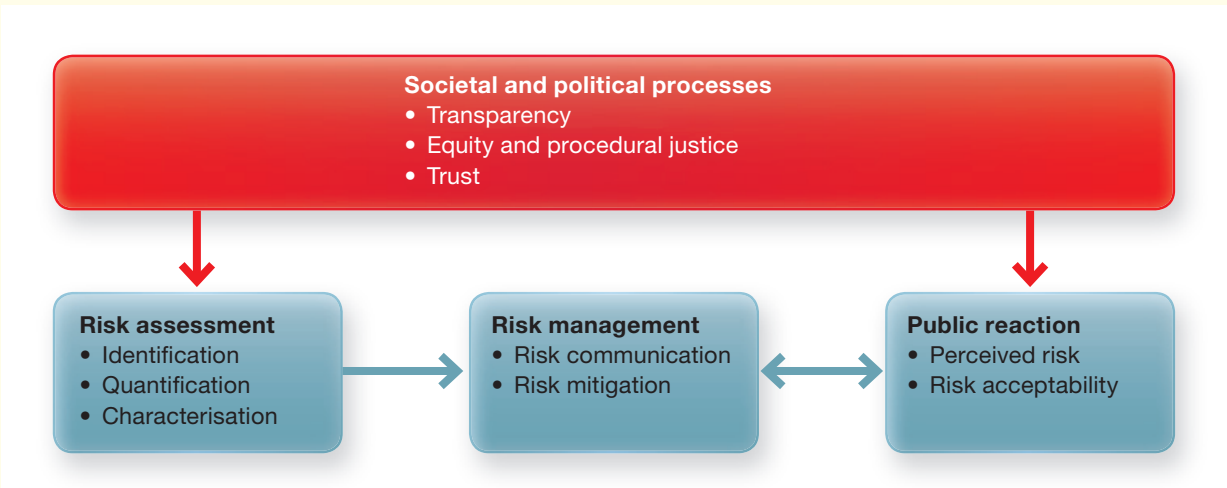 Societal and political processes
• Transparency
• Equity and procedural justice
• Trust
Risk assessment
• Identification
• Quantification
• Characterisation
Risk management
• Risk communication
• Risk mitigation
Public reaction
• Perceived risk
• Risk acceptability